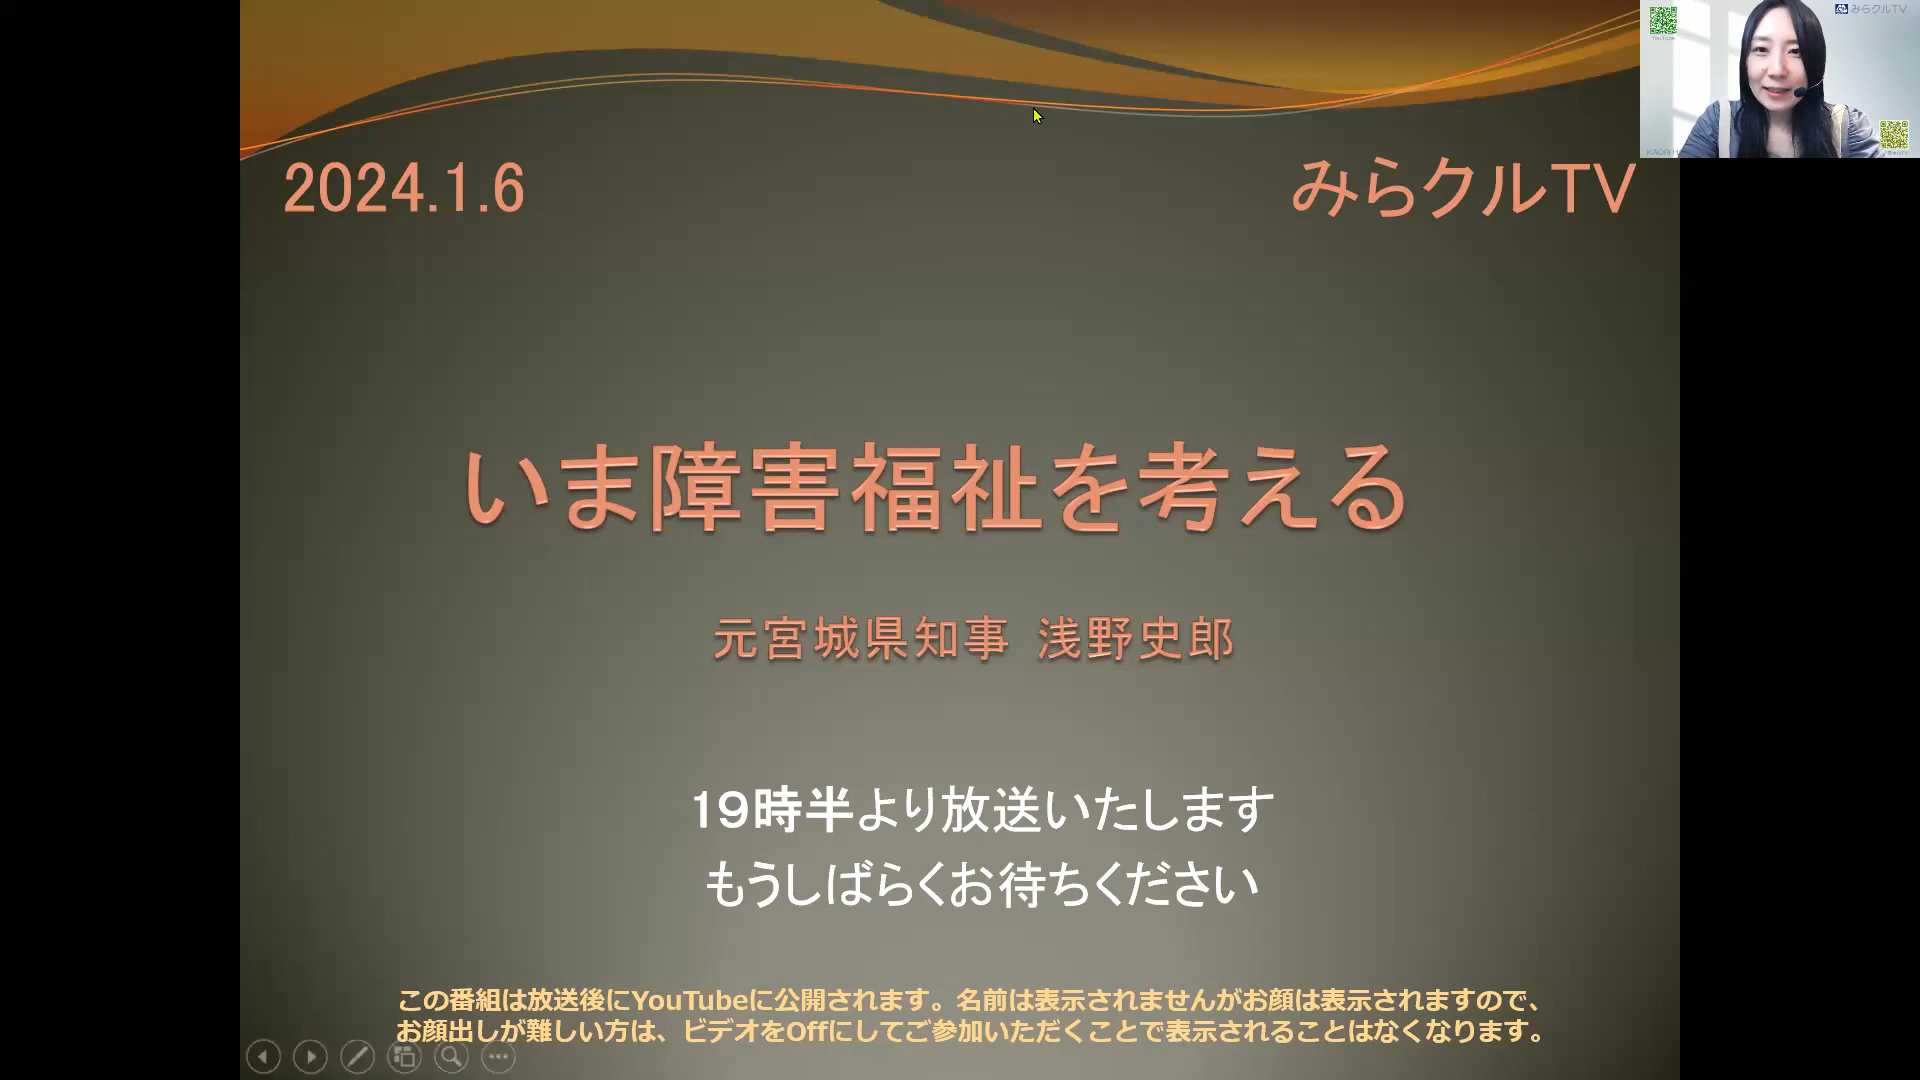 みらクルTV
YouTube
2024.1.6
みらクルTV
いま障害福祉を考える
元宮城県知事 浅野史郎
19時半より放送いたします
もうしばらくお待ちください
この番組は放送後にYouTubeに公開されます。名前は表示されませんがお顔は表示されますので、
お顔出しが難しい方は、ビデオをOffにしてご参加いただくことで表示されることはなくなります。